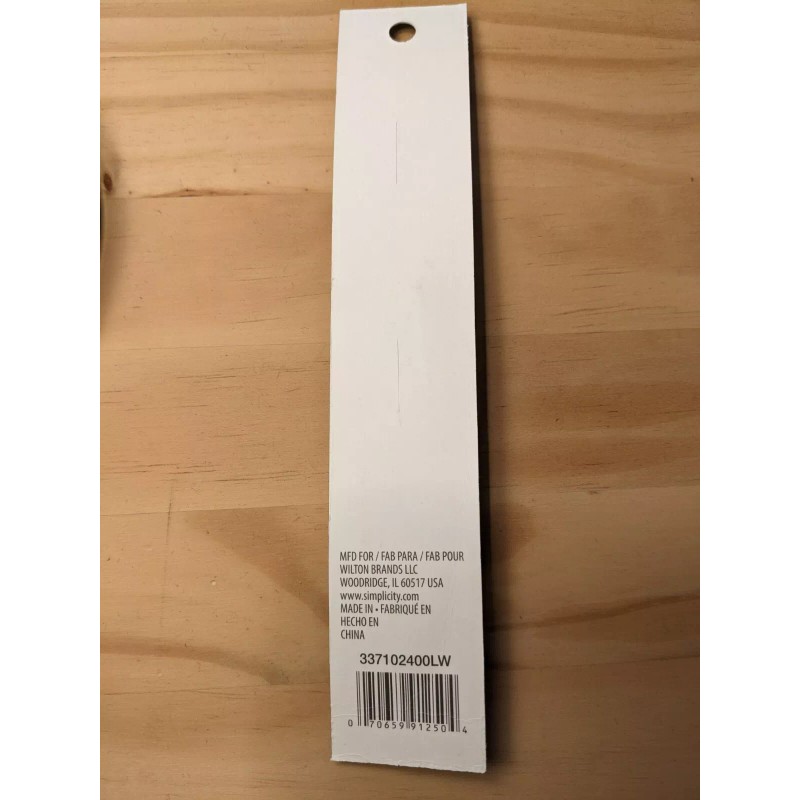 MFD FOR / FAB PARA / FAB POUR
WILTON BRANDS LLC
WOODRIDGE, IL 60517 USA
www.simplicity.com
MADE IN • FABRIQUÉ EN
HECHO EN
CHINA
337102400LW
0 70659 91250 4